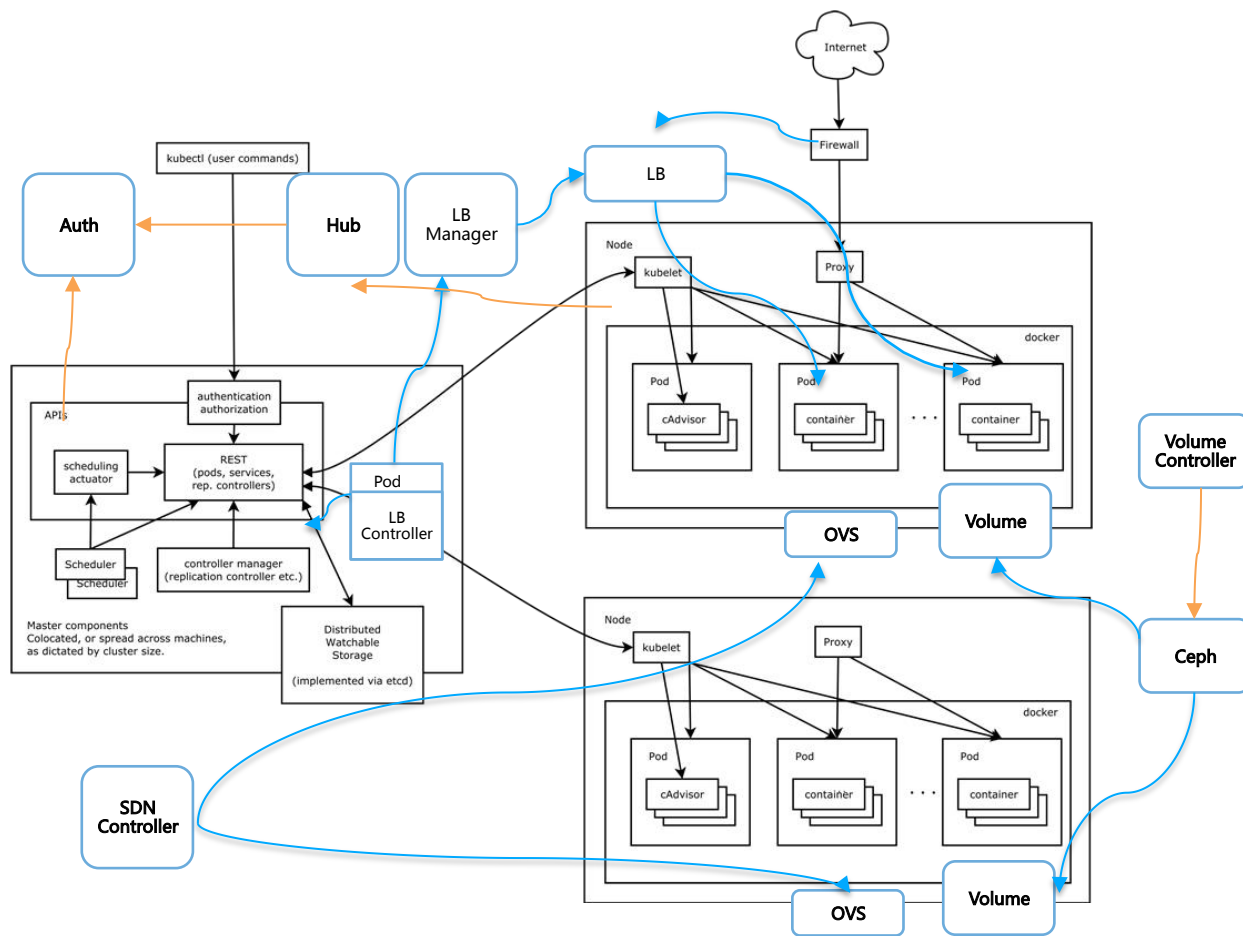 Internet
Firewall
kubectl (user commands)
LB
Auth
Hub
LB
Manager
Node
kubelet
Proxy
docker
Pod
cAdvisor
Pod
container
. . .
Pod
container
authentication
authorization
APIs
REST
(pods, services,
rep. controllers)
scheduling
actuator
Pod
LB
Controller
Scheduler
Scheduler
controller manager
(replication controller etc.)
Master components
Colocated, or spread across machines,
as dictated by cluster size.
Distributed
Watchable
Storage
(implemented via etcd)
Volume
Controller
OVS
Volume
Ceph
Node
kubelet
Proxy
docker
Pod
cAdvisor
Pod
container
. . .
Pod
container
SDN
Controller
OVS
Volume